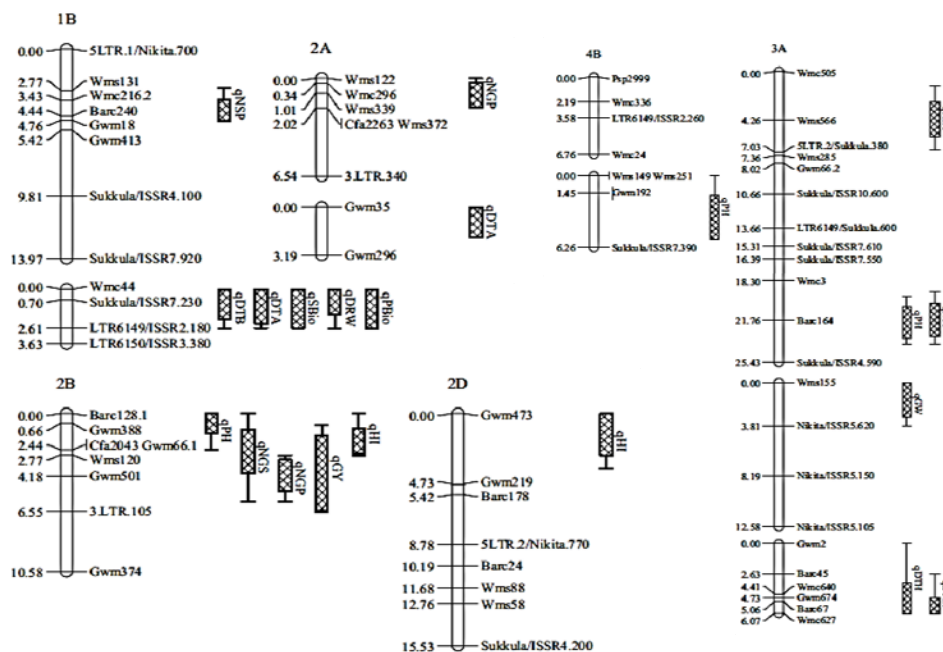 1B
0.00 5LTR.1/Nikita.700
2.77 Wms131
3.43 Wmc216.2
4.44 Barc240
4.76 Gwm18
5.42 Gwm413
9.81 Sukkula/ISSR4.100
13.97 Sukkula/ISSR7.920
qNSP
0.00 Wmc44
0.70 Sukkula/ISSR7.230
2.61 LTR6149/ISSR2.180
3.63 LTR6150/ISSR3.380
qDTB
qDTA
qSBio
qDRW
qPBio
2A
0.00 Wms122
0.34 Wmc296
1.01 Wms339
2.02 Cfa2263 Wms372
6.54 3.LTR.340
qNGP
0.00 Gwm35
3.19 Gwm296
qDTA
4B
0.00 Psp2999
2.19 Wmc336
3.58 LTR6149/ISSR2.260
6.76 Wmc24
0.00 Wms149 Wms251
1.45 Gwm192
6.26 Sukkula/ISSR7.390
qPH
3A
0.00 Wmc505
4.26 Wms566
7.03 5LTR.2/Sukkula.380
7.36 Wms285
8.02 Gwm66.2
10.66 Sukkula/ISSR10.600
13.66 LTR6149/Sukkula.600
15.31 Sukkula/ISSR7.610
16.39 Sukkula/ISSR7.550
18.30 Wmc3
21.76 Barc164
25.43 Sukkula/ISSR4.590
qPH
0.00 Wms155
3.81 Nikita/ISSR5.620
8.19 Nikita/ISSR5.150
12.58 Nikita/ISSR5.105
qGW
0.00 Gwm2
2.63 Barc45
4.41 Wmc640
4.73 Gwm674
5.06 Barc67
6.07 Wmc627
qDTH
2B
0.00 Barc128.1
0.66 Gwm388
2.44 Cfa2043 Gwm66.1
2.77 Wms120
4.18 Gwm501
6.55 3.LTR.105
10.58 Gwm374
qPH
qNGS
qNGP
qGY
qHI
2D
0.00 Gwm473
4.73 Gwm219
5.42 Barc178
8.78 5LTR.2/Nikita.770
10.19 Barc24
11.68 Wms88
12.76 Wms58
15.53 Sukkula/ISSR4.200
qHI